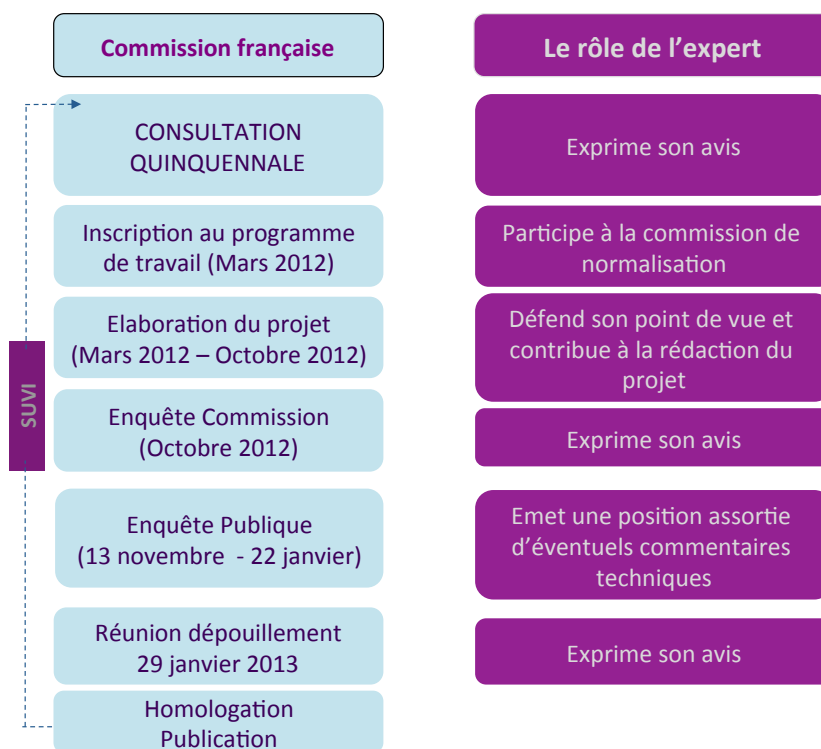 Commission française
Le rôle de l'expert
CONSULTATION
QUINQUENNALE
Exprime son avis
Inscription au programme
de travail (Mars 2012)
Participe à la commission de
normalisation
Elaboration du projet
(Mars 2012 – Octobre 2012)
Défend son point de vue et
contribue à la rédaction du
projet
SUIVI
Enquête Commission
(Octobre 2012)
Exprime son avis
Enquête Publique
(13 novembre - 22 janvier)
Emet une position assortie
d'éventuels commentaires
techniques
Réunion dépouillement
29 janvier 2013
Exprime son avis
Homologation
Publication